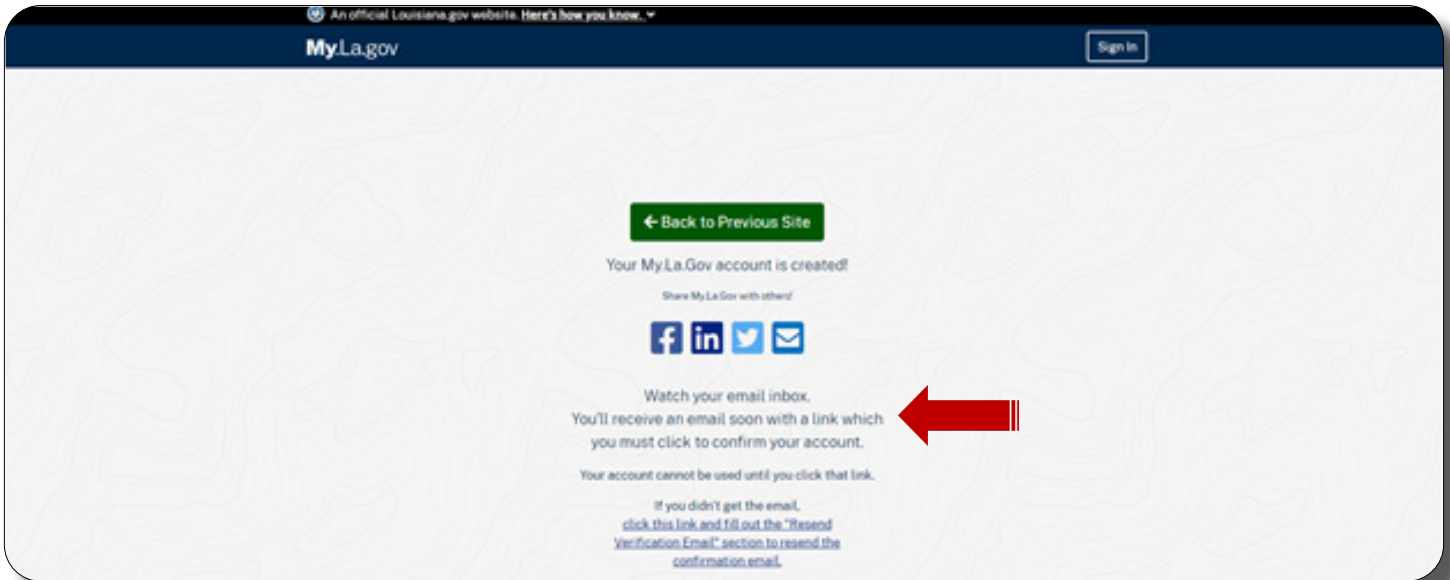 An official Louisiana.gov website. Here's how you know.
My.La.gov
Sign In
Back to Previous Site
Your My.La.Gov account is created!
Share My.La.Gov with others!
Watch your email inbox.
You'll receive an email soon with a link which
you must click to confirm your account.
Your account cannot be used until you click that link.
If you didn't get the email,
click this link and fill out the "Resend
Verification Email" section to resend the
confirmation email.